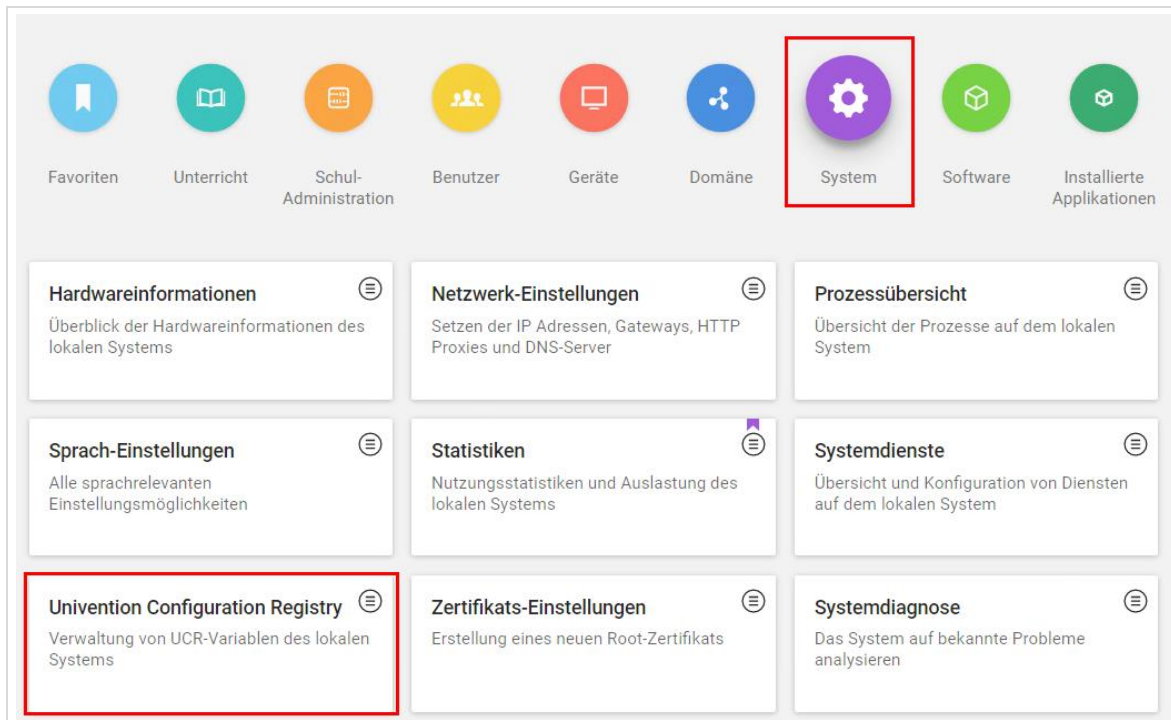 Favoriten
Unterricht
Schul-
Administration
Benutzer
Geräte
Domäne
System
Software
Installierte
Applikationen
Hardwareinformationen
Überblick der Hardwareinformationen des
lokalen Systems
Netzwerk-Einstellungen
Setzen der IP Adressen, Gateways, HTTP
Proxies und DNS-Server
Prozessübersicht
Übersicht der Prozesse auf dem lokalen
System
Sprach-Einstellungen
Alle sprachrelevanten
Einstellungsmöglichkeiten
Statistiken
Nutzungsstatistiken und Auslastung des
lokalen Systems
Systemdienste
Übersicht und Konfiguration von Diensten
auf dem lokalen System
Univention Configuration Registry
Verwaltung von UCR-Variablen des lokalen
Systems
Zertifikats-Einstellungen
Erstellung eines neuen Root-Zertifikats
Systemdiagnose
Das System auf bekannte Probleme
analysieren